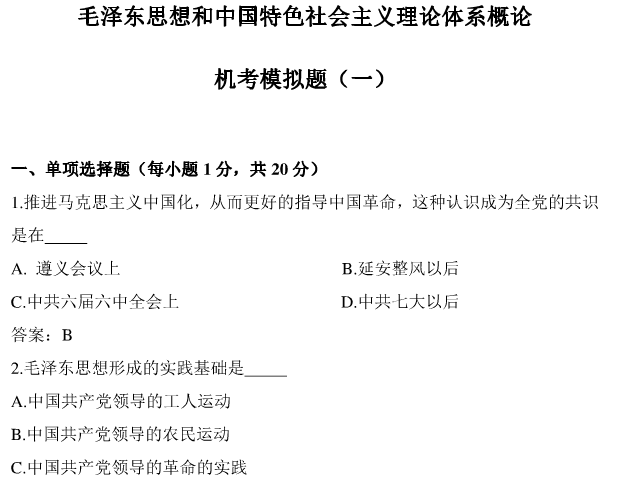 毛泽东思想和中国特色社会主义理论体系概论
机考模拟题（一）
一、单项选择题（每小题 1 分，共 20 分）
1.推进马克思主义中国化，从而更好的指导中国革命，这种认识成为全党的共识
是在_____
A. 遵义会议上 B.延安整风以后
C.中共六届六中全会上 D.中共七大以后
答案：B
2.毛泽东思想形成的实践基础是_____
A.中国共产党领导的工人运动
B.中国共产党领导的农民运动
C.中国共产党领导的革命的实践